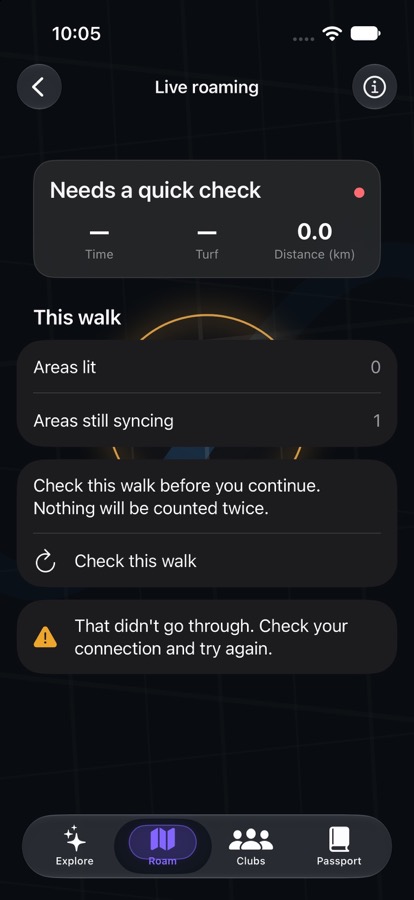 10:05
Live roaming
Needs a quick check
— — 0.0
Time Turf Distance (km)
This walk
Areas lit 0
Areas still syncing 1
Check this walk before you continue.
Nothing will be counted twice.
Check this walk
That didn't go through. Check your
connection and try again.
Explore Roam Clubs Passport